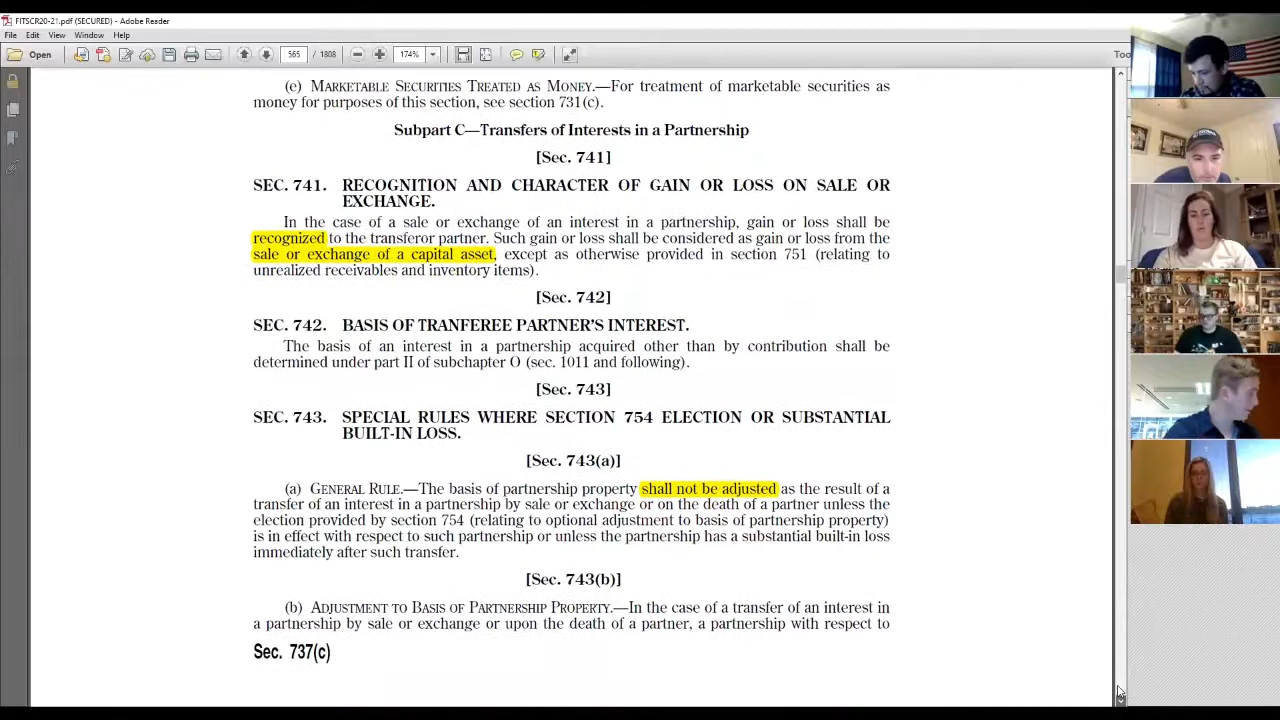 FITSCR20-21.pdf (SECURED) - Adobe Reader
File Edit View Window Help
Open 565 / 1808 174% Too
(e) MARKETABLE SECURITIES TREATED AS MONEY.—For treatment of marketable securities as
money for purposes of this section, see section 731(c).
Subpart C—Transfers of Interests in a Partnership
[Sec. 741]
SEC. 741. RECOGNITION AND CHARACTER OF GAIN OR LOSS ON SALE OR
EXCHANGE.
In the case of a sale or exchange of an interest in a partnership, gain or loss shall be
recognized to the transferor partner. Such gain or loss shall be considered as gain or loss from the
sale or exchange of a capital asset, except as otherwise provided in section 751 (relating to
unrealized receivables and inventory items).
[Sec. 742]
SEC. 742. BASIS OF TRANFEREE PARTNER'S INTEREST.
The basis of an interest in a partnership acquired other than by contribution shall be
determined under part II of subchapter O (sec. 1011 and following).
[Sec. 743]
SEC. 743. SPECIAL RULES WHERE SECTION 754 ELECTION OR SUBSTANTIAL
BUILT-IN LOSS.
[Sec. 743(a)]
(a) GENERAL RULE.—The basis of partnership property shall not be adjusted as the result of a
transfer of an interest in a partnership by sale or exchange or on the death of a partner unless the
election provided by section 754 (relating to optional adjustment to basis of partnership property)
is in effect with respect to such partnership or unless the partnership has a substantial built-in loss
immediately after such transfer.
[Sec. 743(b)]
(b) ADJUSTMENT TO BASIS OF PARTNERSHIP PROPERTY.—In the case of a transfer of an interest in
a partnership by sale or exchange or upon the death of a partner, a partnership with respect to
Sec. 737(c)